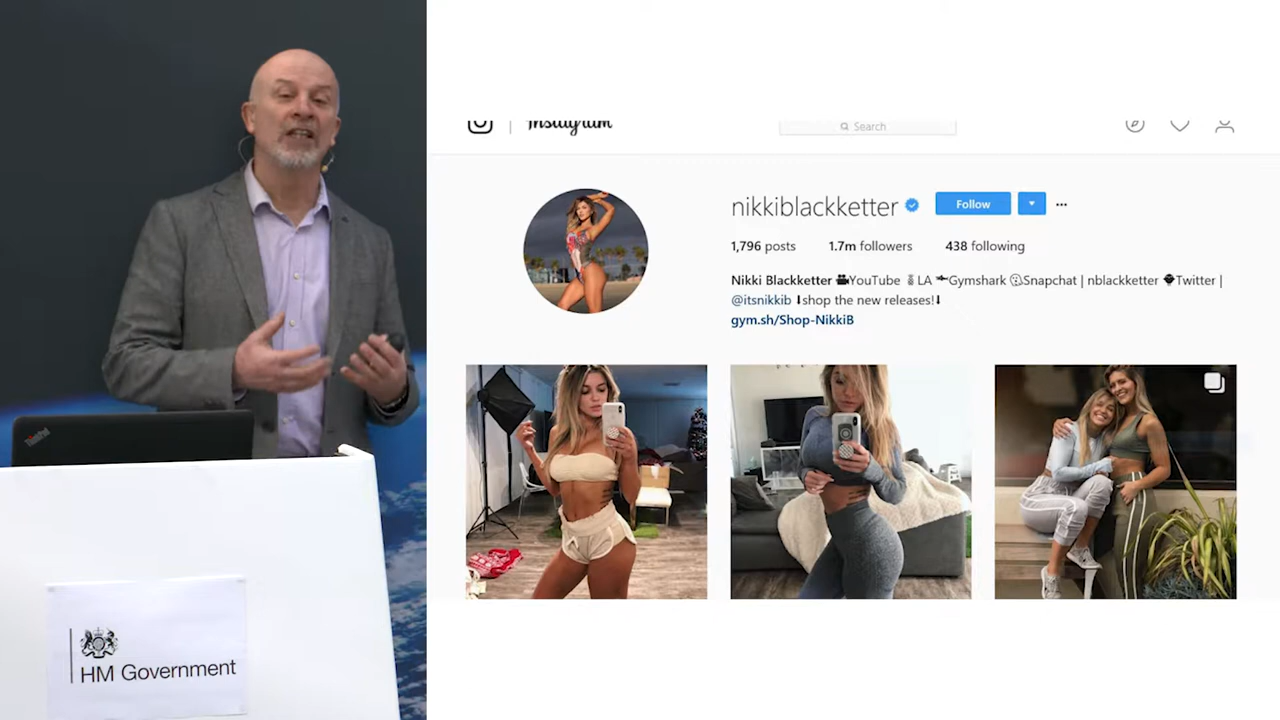 ThinkPad
HM Government
Instagram
Search
nikkiblackketter
Follow
1,796 posts 1.7m followers 438 following
Nikki Blackketter YouTube LA Gymshark Snapchat | nblackketter Twitter |
@itsnikkib shop the new releases!
gym.sh/Shop-NikkiB